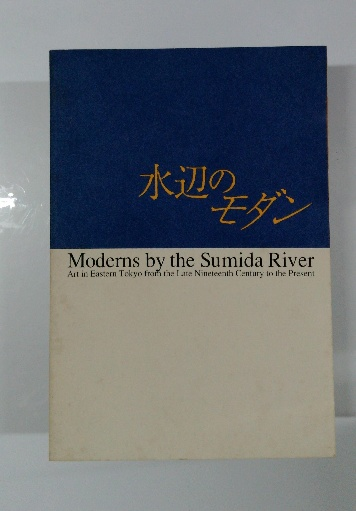 水辺の
モダン
Moderns by the Sumida River
Art in Eastern Tokyo from the Late Nineteenth Century to the Present